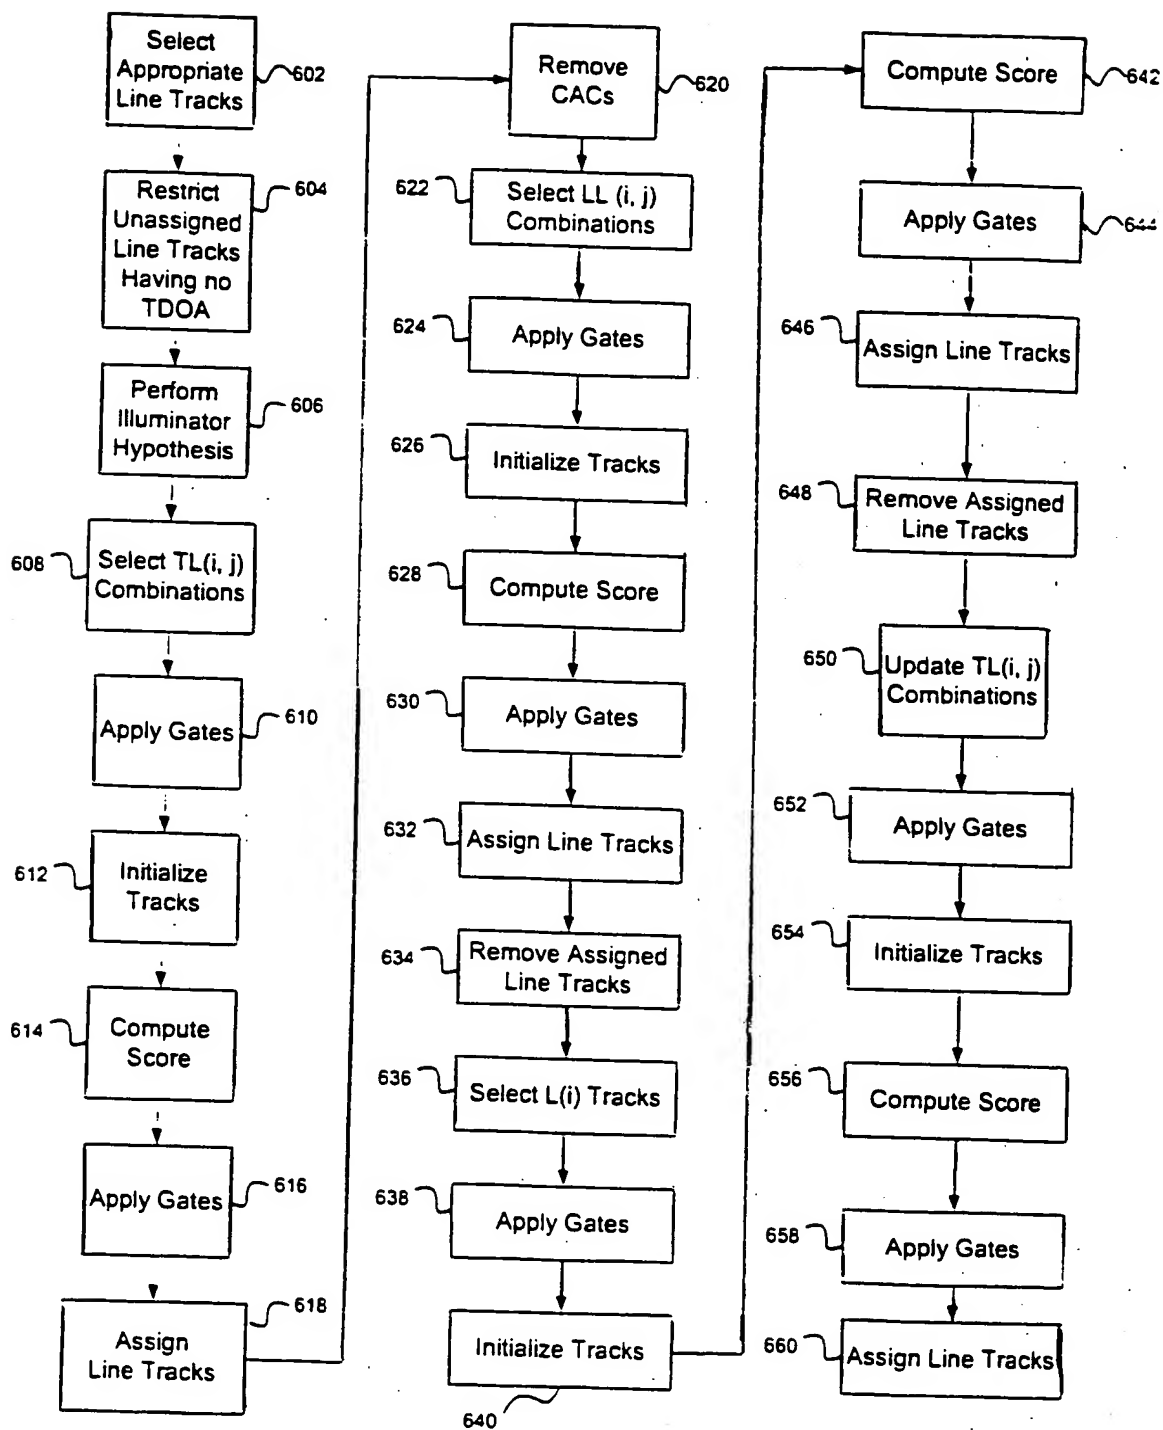 Select
Appropriate
Line Tracks
602
Restrict
Unassigned
Line Tracks
Having no
TDOA
604
Perform
Illuminator
Hypothesis
606
608
Select TL(i, j)
Combinations
Apply Gates
610
612
Initialize
Tracks
614
Compute
Score
Apply Gates
616
618
Assign
Line Tracks
Remove
CACs
620
622
Select LL (i, j)
Combinations
624
Apply Gates
626
Initialize Tracks
628
Compute Score
630
Apply Gates
632
Assign Line Tracks
634
Remove Assigned
Line Tracks
636
Select L(i) Tracks
638
Apply Gates
Initialize Tracks
640
Compute Score
642
Apply Gates
644
646
Assign Line Tracks
648
Remove Assigned
Line Tracks
650
Update TL(i, j)
Combinations
652
Apply Gates
654
Initialize Tracks
656
Compute Score
658
Apply Gates
660
Assign Line Tracks